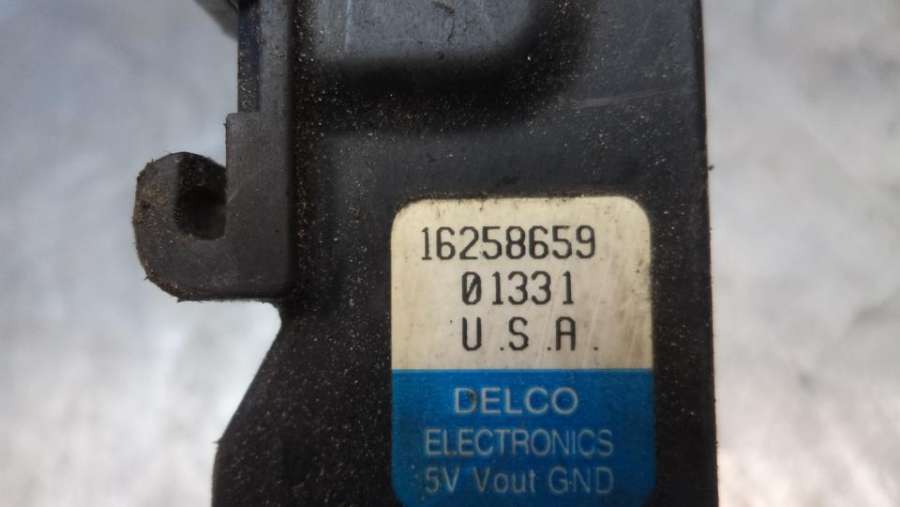 16258659
01331
U.S.A.
DELCO
ELECTRONICS
5V Vout GND